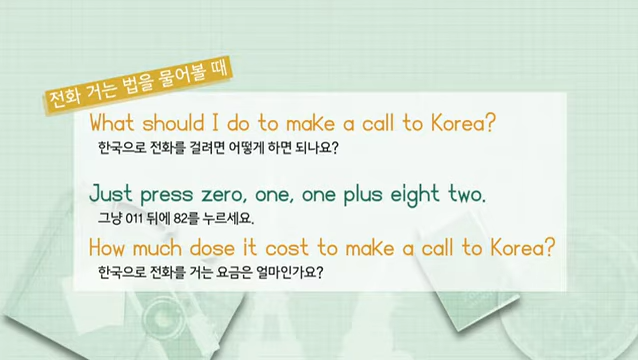 전화 거는 법을 물어볼 때
What should I do to make a call to Korea?
한국으로 전화를 걸려면 어떻게 하면 되나요?
Just press zero, one, one plus eight two.
그냥 011 뒤에 82를 누르세요.
How much dose it cost to make a call to Korea?
한국으로 전화를 거는 요금은 얼마인가요?